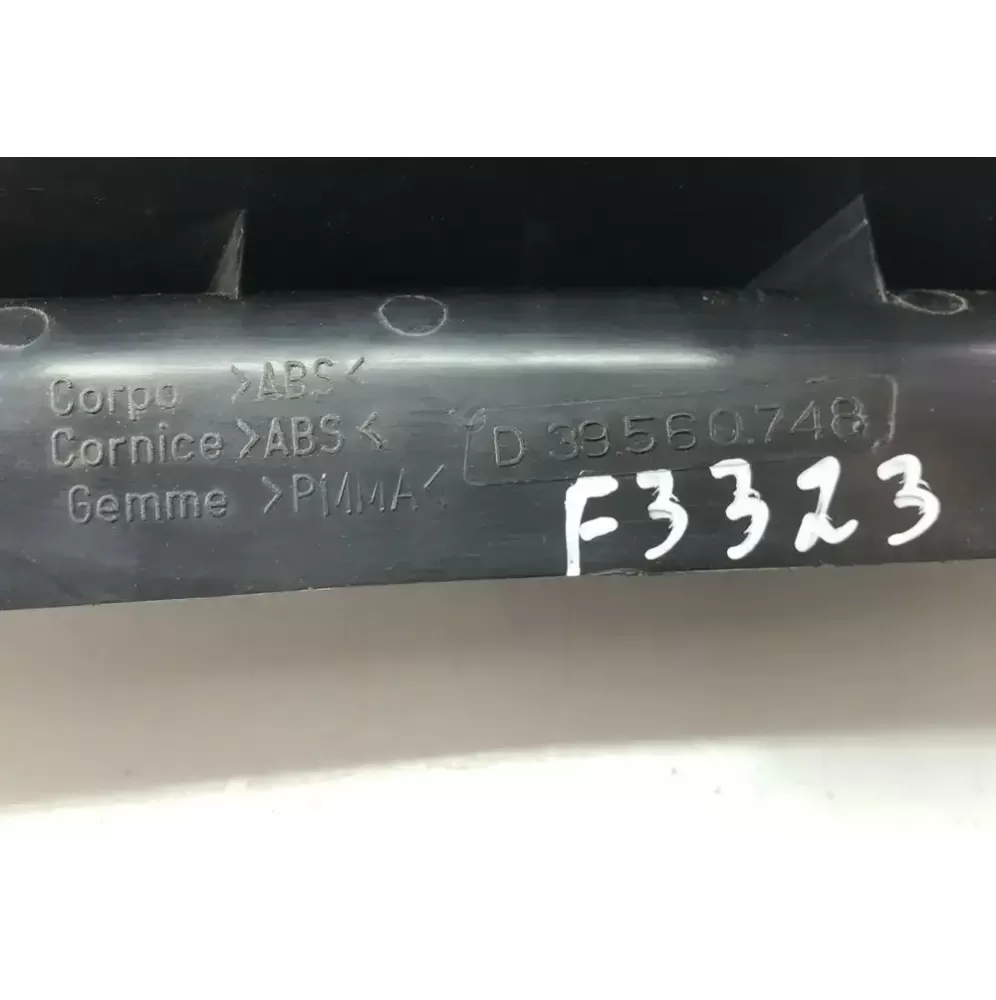 Corpo >ABS<
Cornice >ABS<
Gemme >PMMA<
D 39.560.748
F3323